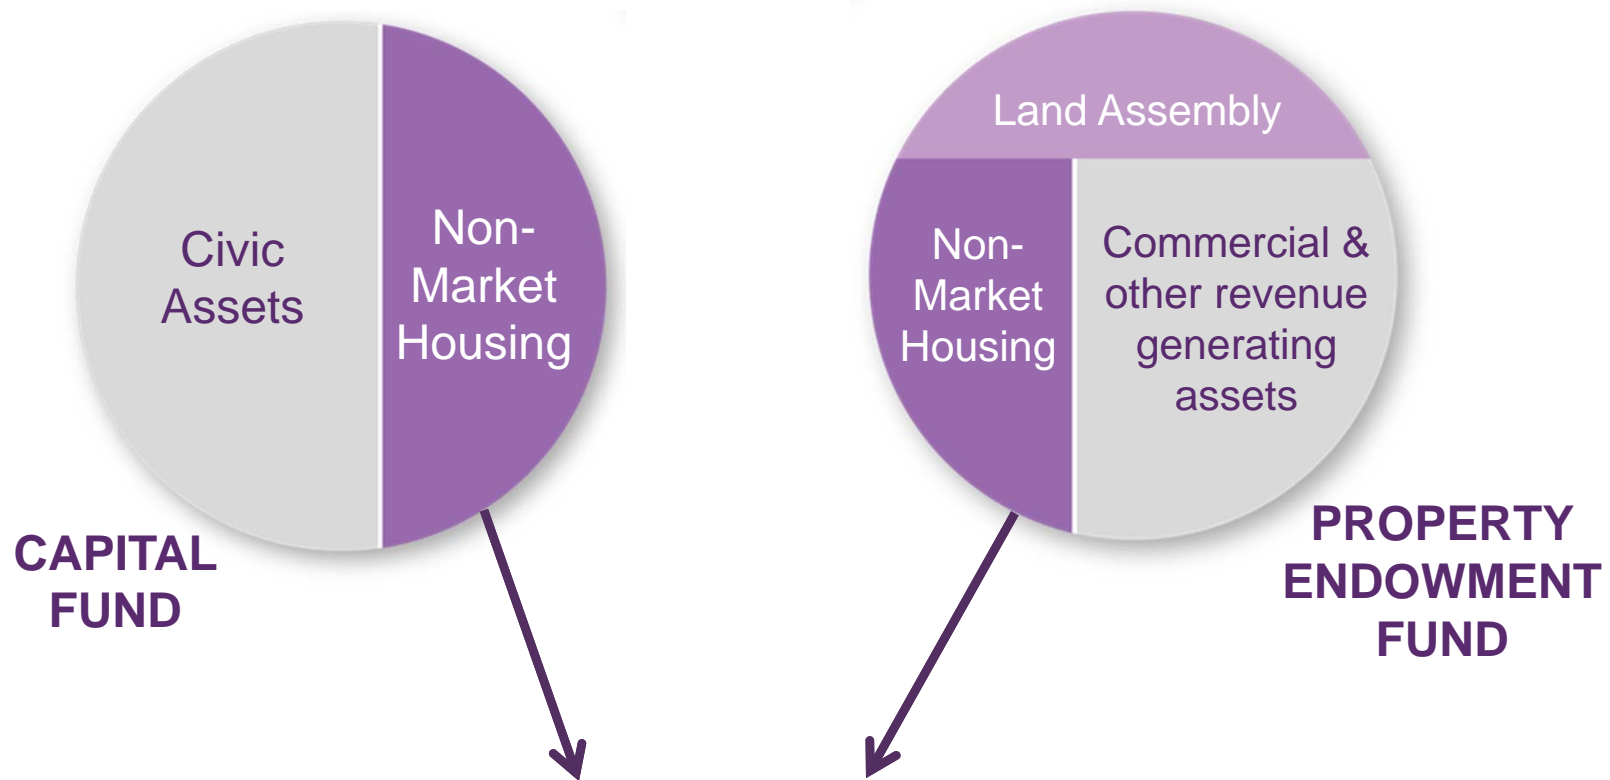 Civic
Assets
Non-
Market
Housing
CAPITAL
FUND
Land Assembly
Non-
Market
Housing
Commercial &
other revenue
generating
assets
PROPERTY
ENDOWMENT
FUND